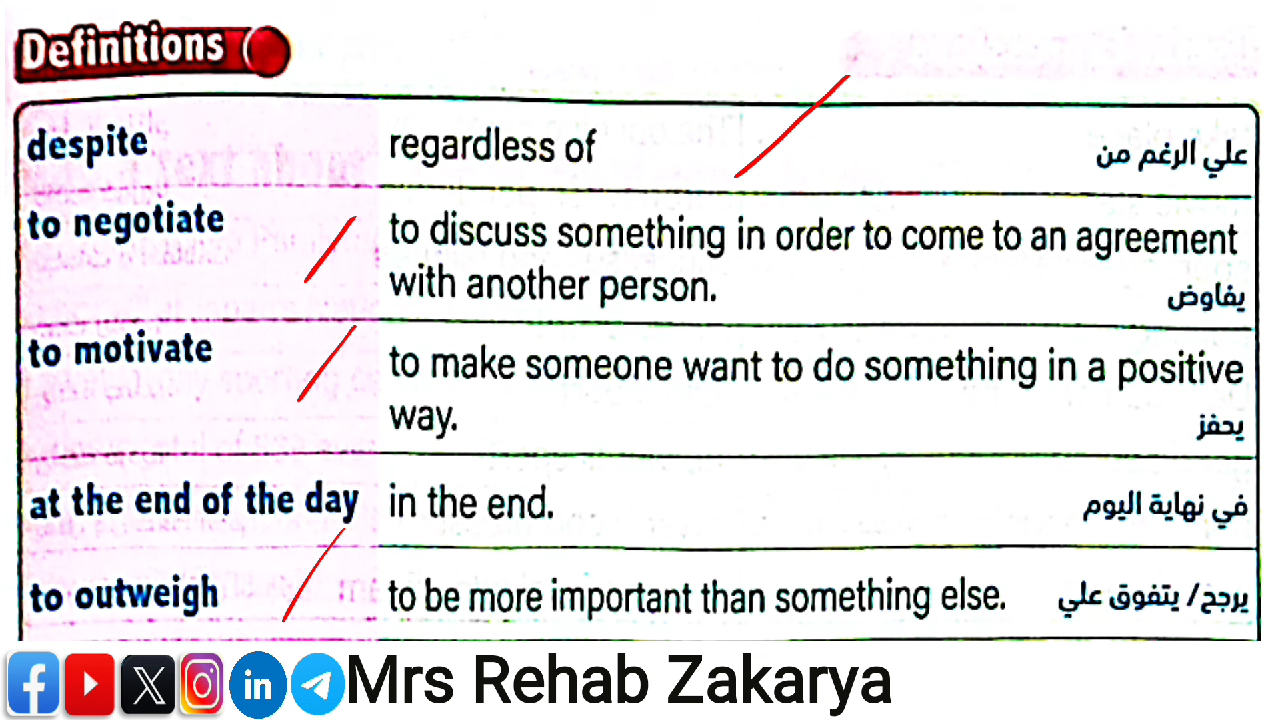 Definitions
despite regardless of علي الرغم من
to negotiate to discuss something in order to come to an agreement
with another person. يفاوض
to motivate to make someone want to do something in a positive
way. يحفز
at the end of the day in the end. في نهاية اليوم
to outweigh to be more important than something else. يرجح/ يتفوق علي
Mrs Rehab Zakarya